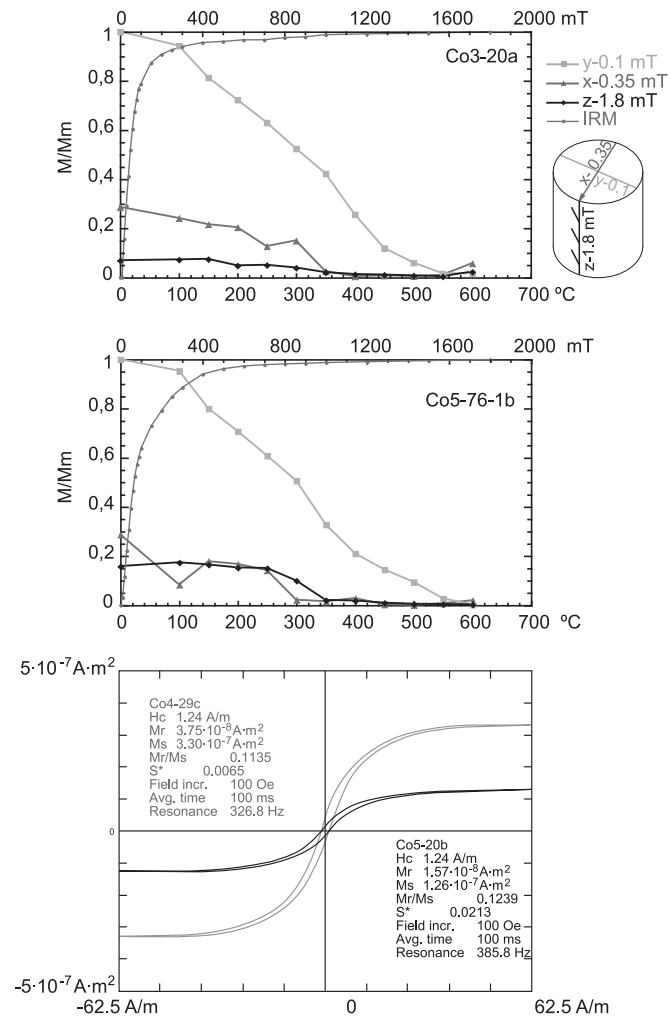 0 400 800 1200 1600 2000 mT
Co3-20a
1
0,8
0,6
0,4
0,2
0
M/Mm
0 100 200 300 400 500 600 700 ºC
y-0.1 mT
x-0.35 mT
z-1.8 mT
IRM
x- 0.35
y-0.1
z-1.8 mT
0 400 800 1200 1600 2000 mT
Co5-76-1b
1
0,8
0,6
0,4
0,2
0
M/Mm
0 100 200 300 400 500 600 ºC
5·10-7A·m2
Co4-29c
Hc 1.24 A/m
Mr 3.75·10-8A·m2
Ms 3.30·10-7A·m2
Mr/Ms 0.1135
S* 0.0065
Field incr. 100 Oe
Avg. time 100 ms
Resonance 326.8 Hz
0
Co5-20b
Hc 1.24 A/m
Mr 1.57·10-8A·m2
Ms 1.26·10-7A·m2
Mr/Ms 0.1239
S* 0.0213
Field incr. 100 Oe
Avg. time 100 ms
Resonance 385.8 Hz
-5·10-7A·m2
-62.5 A/m 0 62.5 A/m